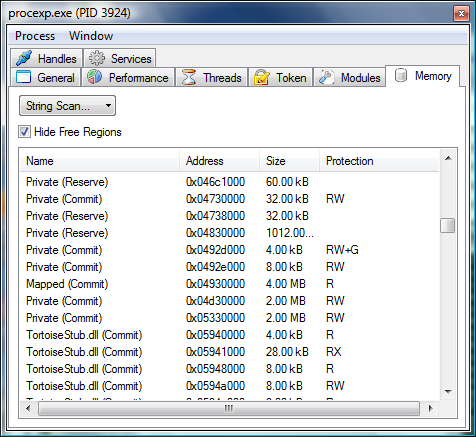 procexp.exe (PID 3924)
Process Window
Handles Services
General Performance Threads Token Modules Memory
String Scan...
Hide Free Regions
Name Address Size Protection
Private (Reserve) 0x046c1000 60.00 kB
Private (Commit) 0x04730000 32.00 kB RW
Private (Reserve) 0x04738000 32.00 kB
Private (Reserve) 0x04830000 1012.00...
Private (Commit) 0x0492d000 4.00 kB RW+G
Private (Commit) 0x0492e000 8.00 kB RW
Mapped (Commit) 0x04930000 4.00 MB R
Private (Commit) 0x04d30000 2.00 MB RW
Private (Commit) 0x05330000 2.00 MB RW
TortoiseStub.dll (Commit) 0x05940000 4.00 kB R
TortoiseStub.dll (Commit) 0x05941000 28.00 kB RX
TortoiseStub.dll (Commit) 0x05948000 8.00 kB R
TortoiseStub.dll (Commit) 0x0594a000 8.00 kB RW